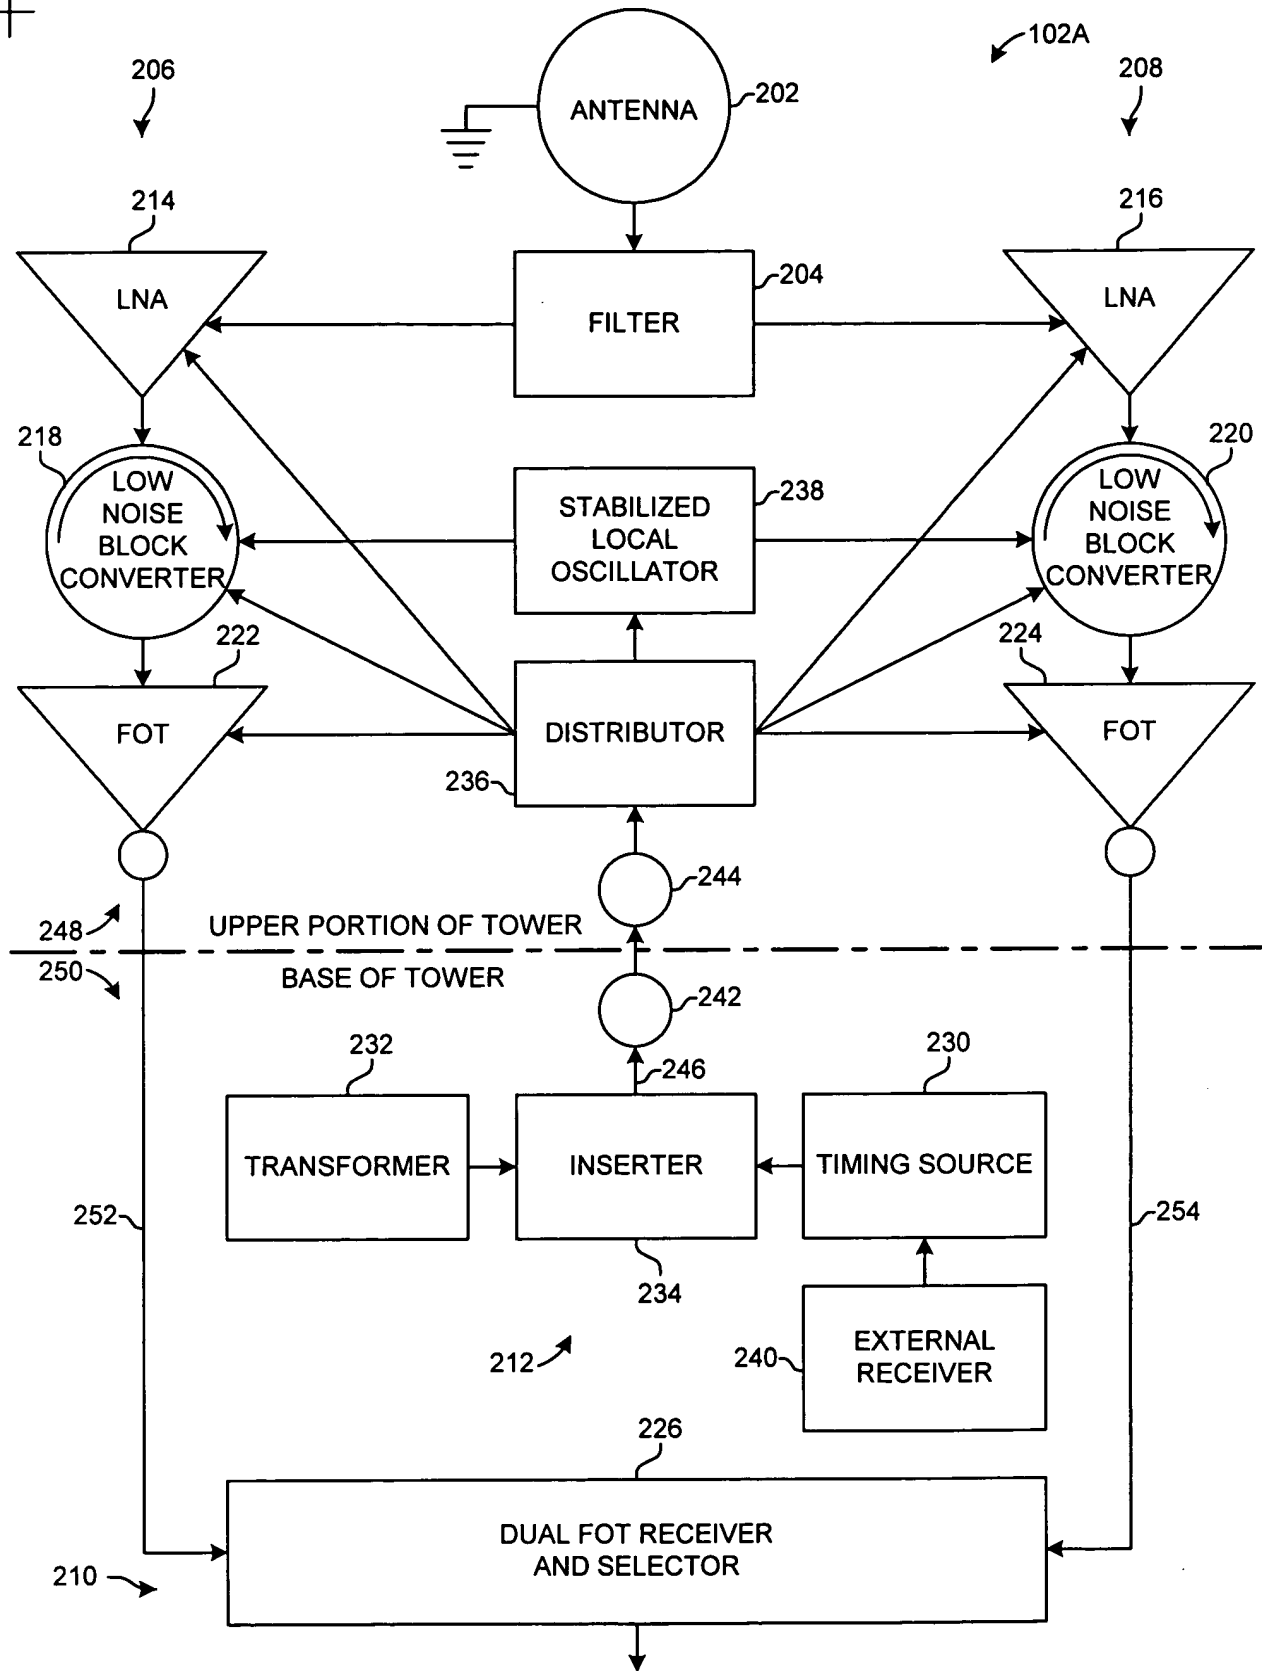 102A
206
208
ANTENNA
202
214
216
LNA
FILTER
204
LNA
218
LOW
NOISE
BLOCK
CONVERTER
STABILIZED
LOCAL
OSCILLATOR
238
220
LOW
NOISE
BLOCK
CONVERTER
222
224
FOT
DISTRIBUTOR
236
FOT
244
248
UPPER PORTION OF TOWER
250
BASE OF TOWER
242
232
246
230
TRANSFORMER
INSERTER
TIMING SOURCE
252
254
234
212
240
EXTERNAL
RECEIVER
226
DUAL FOT RECEIVER
AND SELECTOR
210